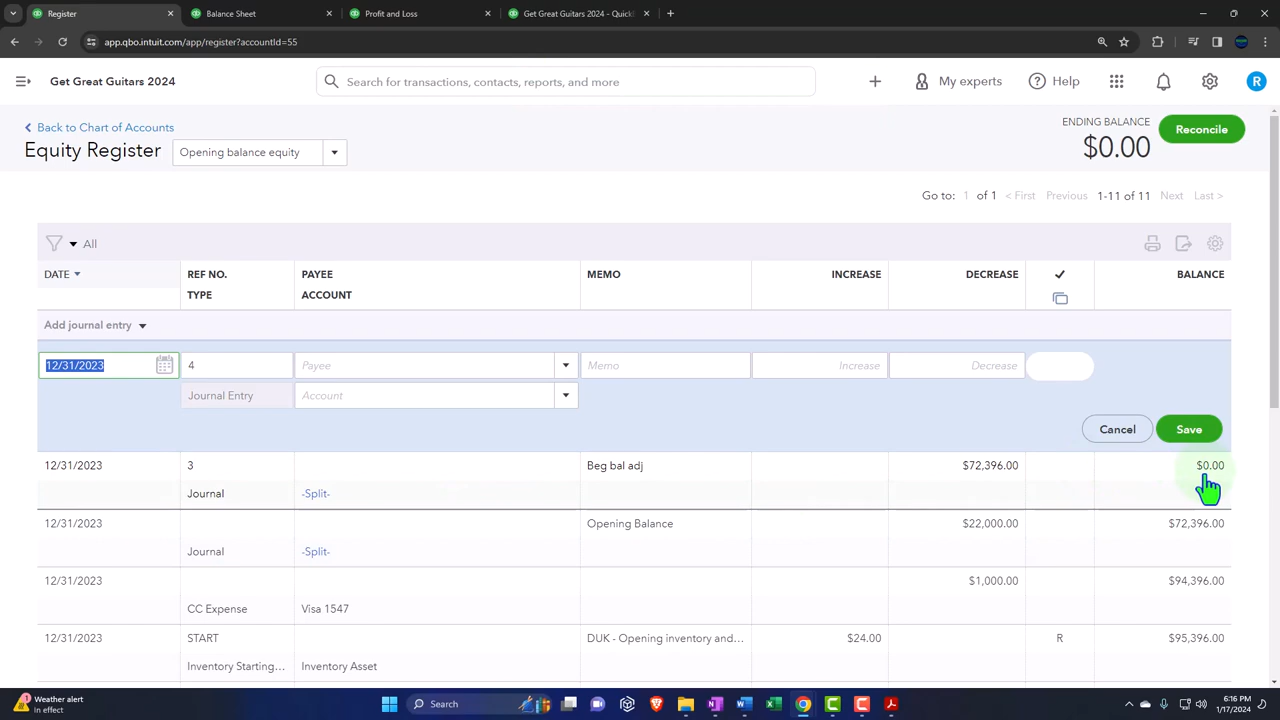 Register
Balance Sheet
Profit and Loss
Get Great Guitars 2024 - Quick
app.qbo.intuit.com/app/register?accountId=55
Get Great Guitars 2024
Search for transactions, contacts, reports, and more
My experts
Help
R
Back to Chart of Accounts
Equity Register
Opening balance equity
ENDING BALANCE
$0.00
Reconcile
Go to: 1 of 1 < First Previous 1-11 of 11 Next Last >
All
DATE REF NO. PAYEE MEMO INCREASE DECREASE BALANCE
TYPE ACCOUNT
Add journal entry
12/31/2023 4 Payee Memo Increase Decrease
Journal Entry Account
Cancel Save
12/31/2023 3 Beg bal adj $72,396.00 $0.00
Journal -Split-
12/31/2023 Opening Balance $22,000.00 $72,396.00
Journal -Split-
12/31/2023 $1,000.00 $94,396.00
CC Expense Visa 1547
12/31/2023 START DUK - Opening inventory and... $24.00 R $95,396.00
Inventory Starting... Inventory Asset
Weather alert
In effect
Search
6:16 PM
1/17/2024